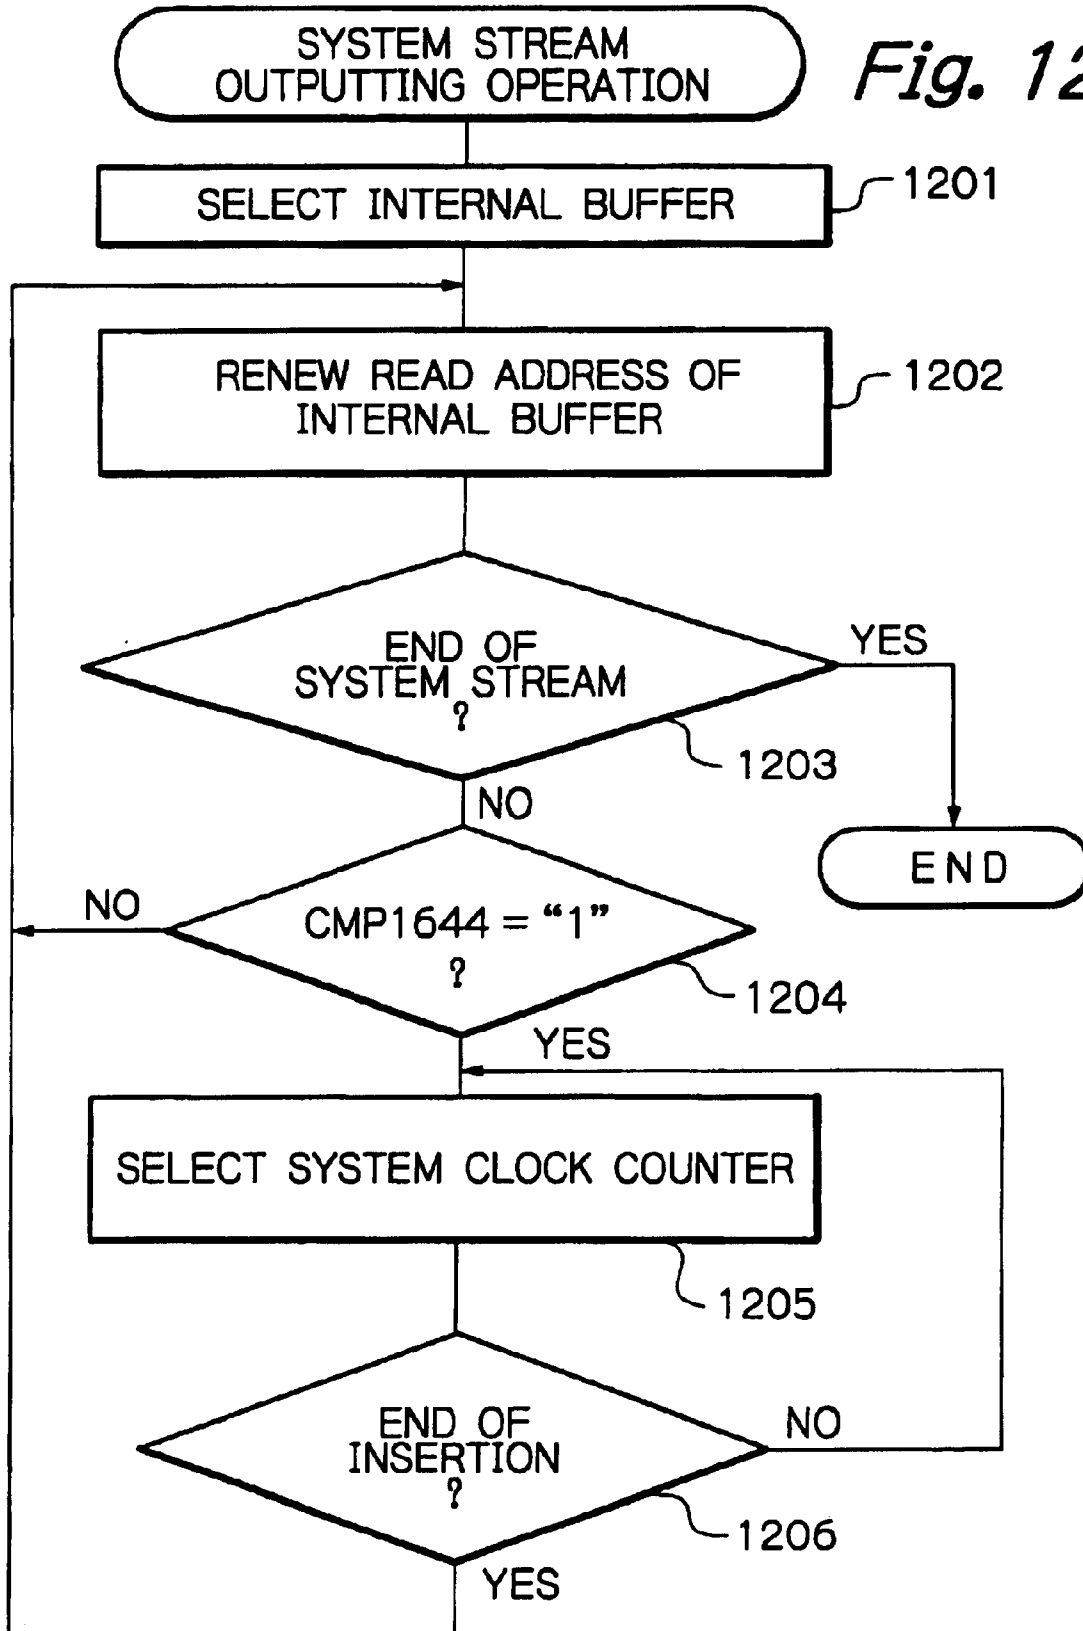 SYSTEM STREAM
OUTPUTTING OPERATION
Fig. 12
SELECT INTERNAL BUFFER
1201
RENEW READ ADDRESS OF
INTERNAL BUFFER
1202
END OF
SYSTEM STREAM
?
YES
1203
NO
END
CMP1644 = “1”
?
NO
1204
YES
SELECT SYSTEM CLOCK COUNTER
1205
END OF
INSERTION
?
NO
1206
YES